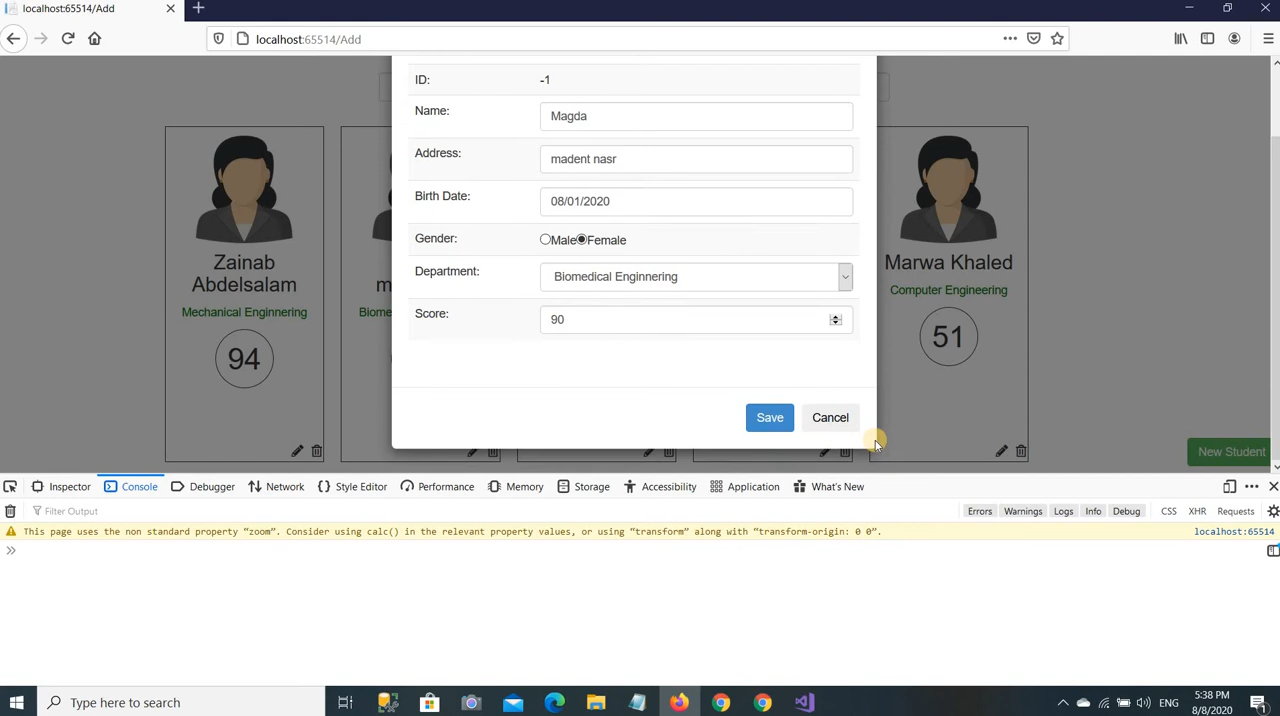 localhost:65514/Add
localhost:65514/Add
ID: -1
Name: Magda
Address: madent nasr
Birth Date: 08/01/2020
Gender: Male Female
Department: Biomedical Enginnering
Score: 90
Save Cancel
Zainab
Abdelsalam
Mechanical Enginnering
94
m
Biome
Marwa Khaled
Computer Engineering
51
New Student
Inspector Console Debugger Network Style Editor Performance Memory Storage Accessibility Application What's New
Filter Output Errors Warnings Logs Info Debug CSS XHR Requests
This page uses the non standard property “zoom”. Consider using calc() in the relevant property values, or using “transform” along with “transform-origin: 0 0”. localhost:65514
Type here to search
ENG
5:38 PM
8/8/2020
1